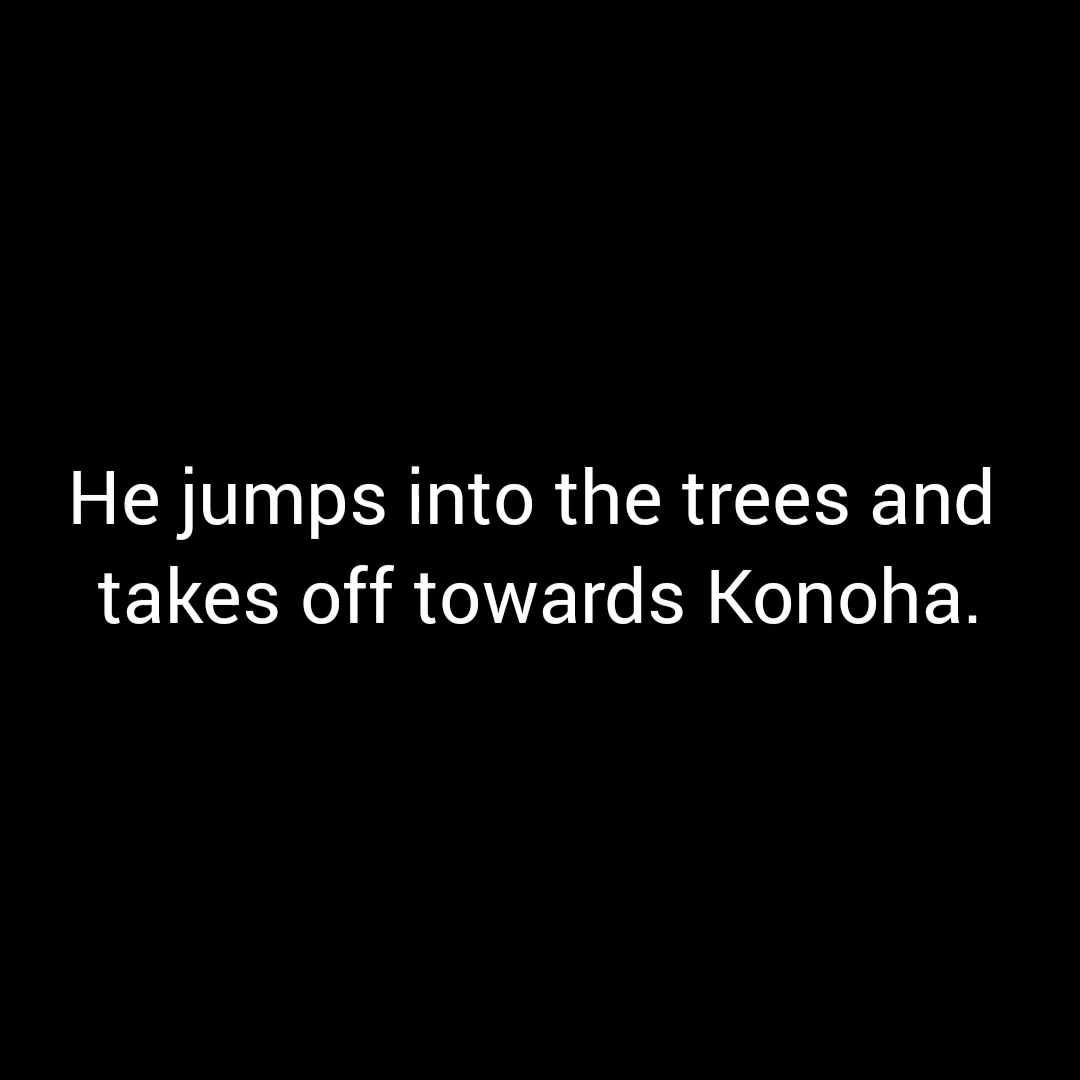 He jumps into the trees and
takes off towards Konoha.